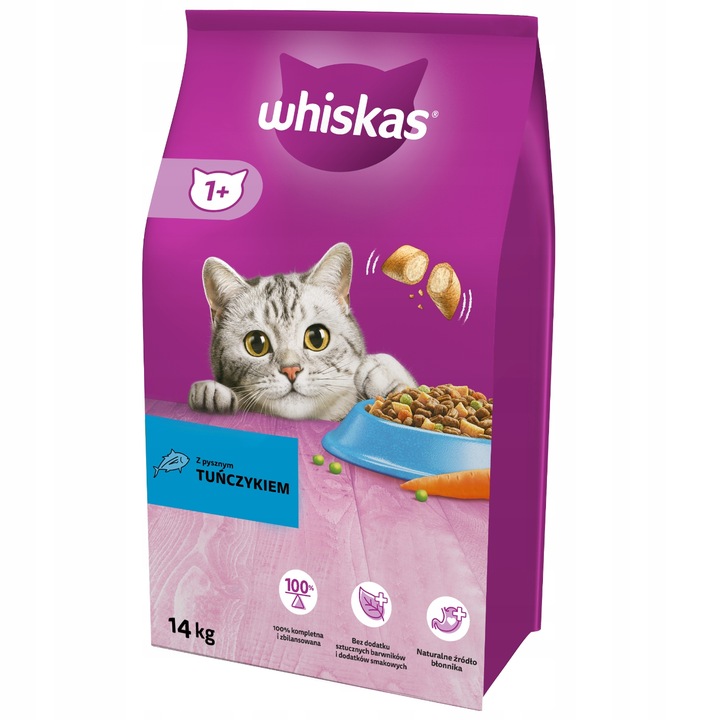 whiskas®
1+
Z pysznym
TUŃCZYKIEM
14 kg
100%
100% kompletna
i zbilansowana
Bez dodatku
sztucznych barwników
i dodatków smakowych
Naturalne źródło
błonnika